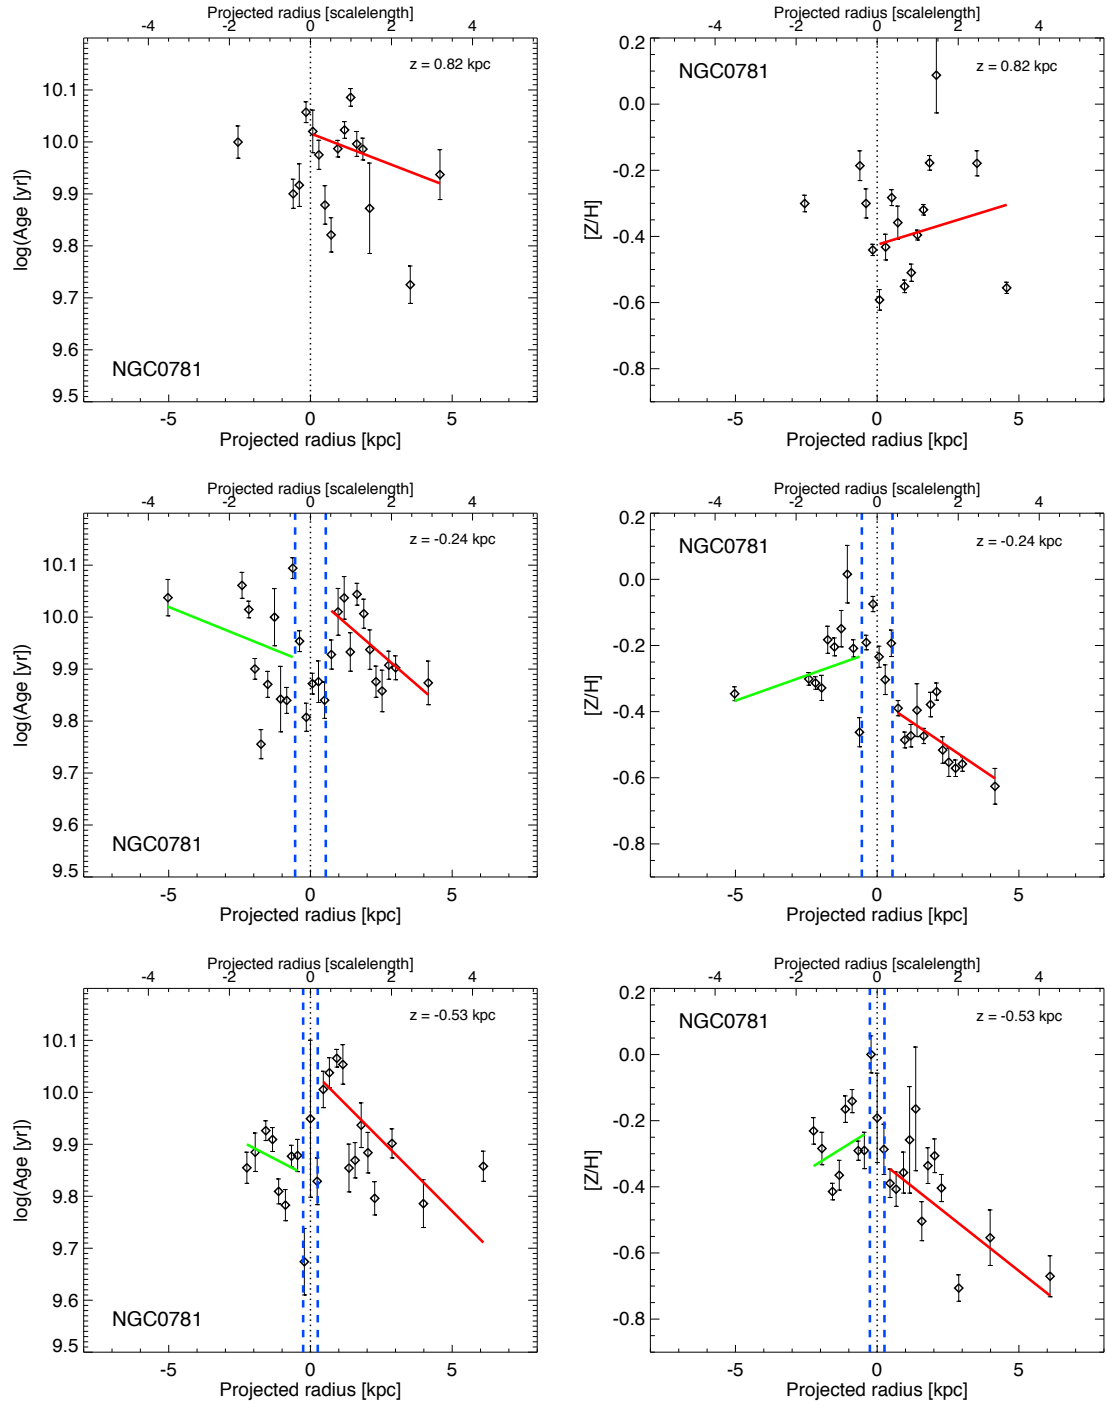 Projected radius [scalelength]
-4 -2 0 2 4
10.1
10.0
9.9
9.8
9.7
9.6
9.5
log(Age [yr])
z = 0.82 kpc
NGC0781
-5 0 5
Projected radius [kpc]
Projected radius [scalelength]
-4 -2 0 2 4
0.2
0.0
-0.2
-0.4
-0.6
-0.8
[Z/H]
NGC0781
z = 0.82 kpc
-5 0 5
Projected radius [kpc]
Projected radius [scalelength]
-4 -2 0 2 4
10.1
10.0
9.9
9.8
9.7
9.6
9.5
log(Age [yr])
z = -0.24 kpc
NGC0781
-5 0 5
Projected radius [kpc]
Projected radius [scalelength]
-4 -2 0 2 4
0.2
0.0
-0.2
-0.4
-0.6
-0.8
[Z/H]
NGC0781
z = -0.24 kpc
-5 0 5
Projected radius [kpc]
Projected radius [scalelength]
-4 -2 0 2 4
10.1
10.0
9.9
9.8
9.7
9.6
9.5
log(Age [yr])
z = -0.53 kpc
NGC0781
-5 0 5
Projected radius [kpc]
Projected radius [scalelength]
-4 -2 0 2 4
0.2
0.0
-0.2
-0.4
-0.6
-0.8
[Z/H]
NGC0781
z = -0.53 kpc
-5 0 5
Projected radius [kpc]